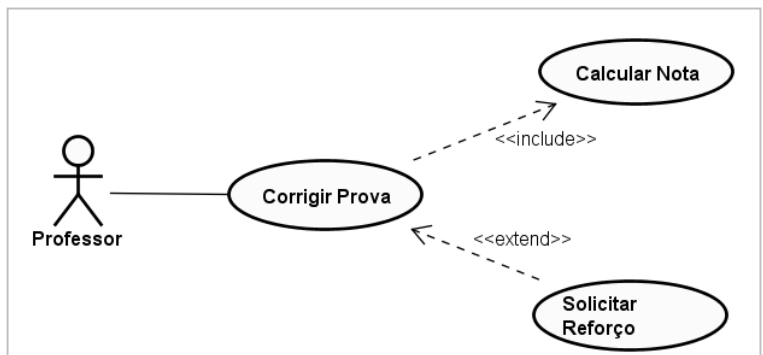 Calcular Nota
<<include>>
Corrigir Prova
Professor
<<extend>>
Solicitar
Reforço